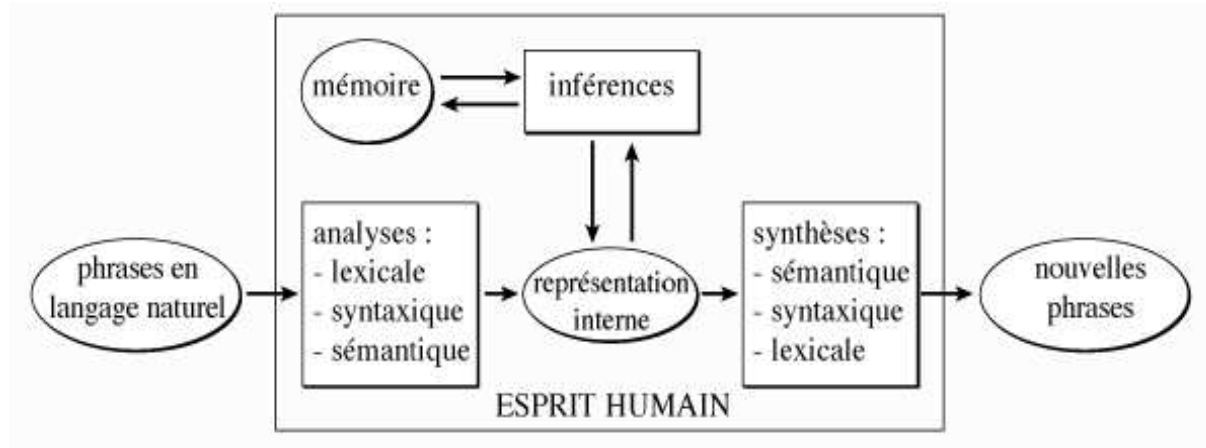 mémoire
inférences
phrases en
langage naturel
analyses :
- lexicale
- syntaxique
- sémantique
représentation
interne
synthèses :
- sémantique
- syntaxique
- lexicale
nouvelles
phrases
ESPRIT HUMAIN